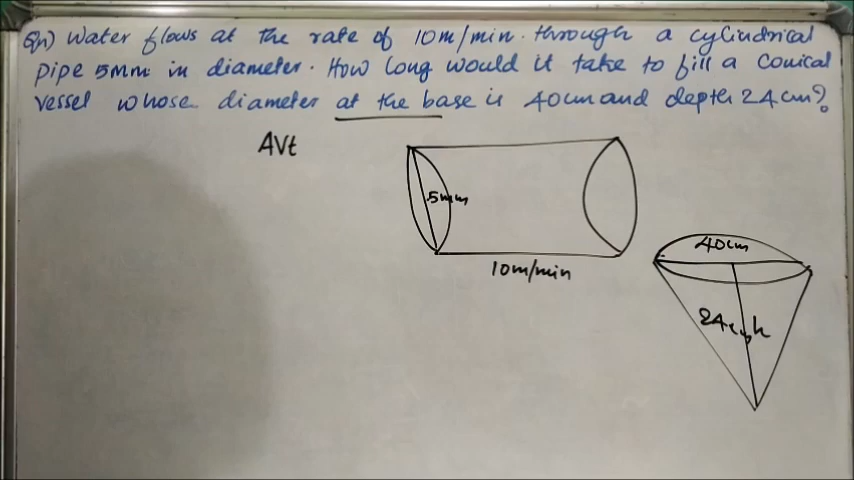 Qn) Water flows at the rate of 10m/min. through a cylindrical
pipe 5mm in diameter. How long would it take to fill a conical
vessel whose diameter at the base is 40cm and depth 24cm?
AVt
5mm
10m/min
40cm
24cm h